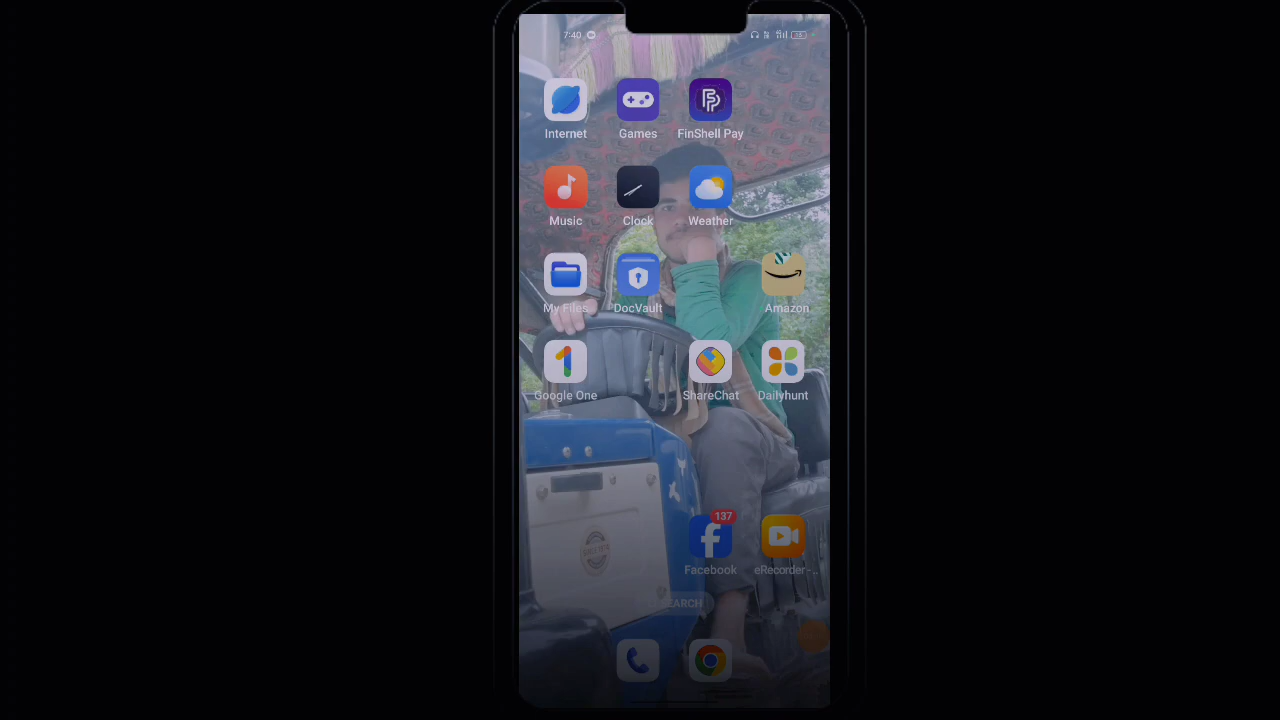 7:40
Internet Games FinShell Pay
Music Clock Weather
My Files DocVault Amazon
Google One ShareChat Dailyhunt
137
Facebook eRecorder -..
SEARCH